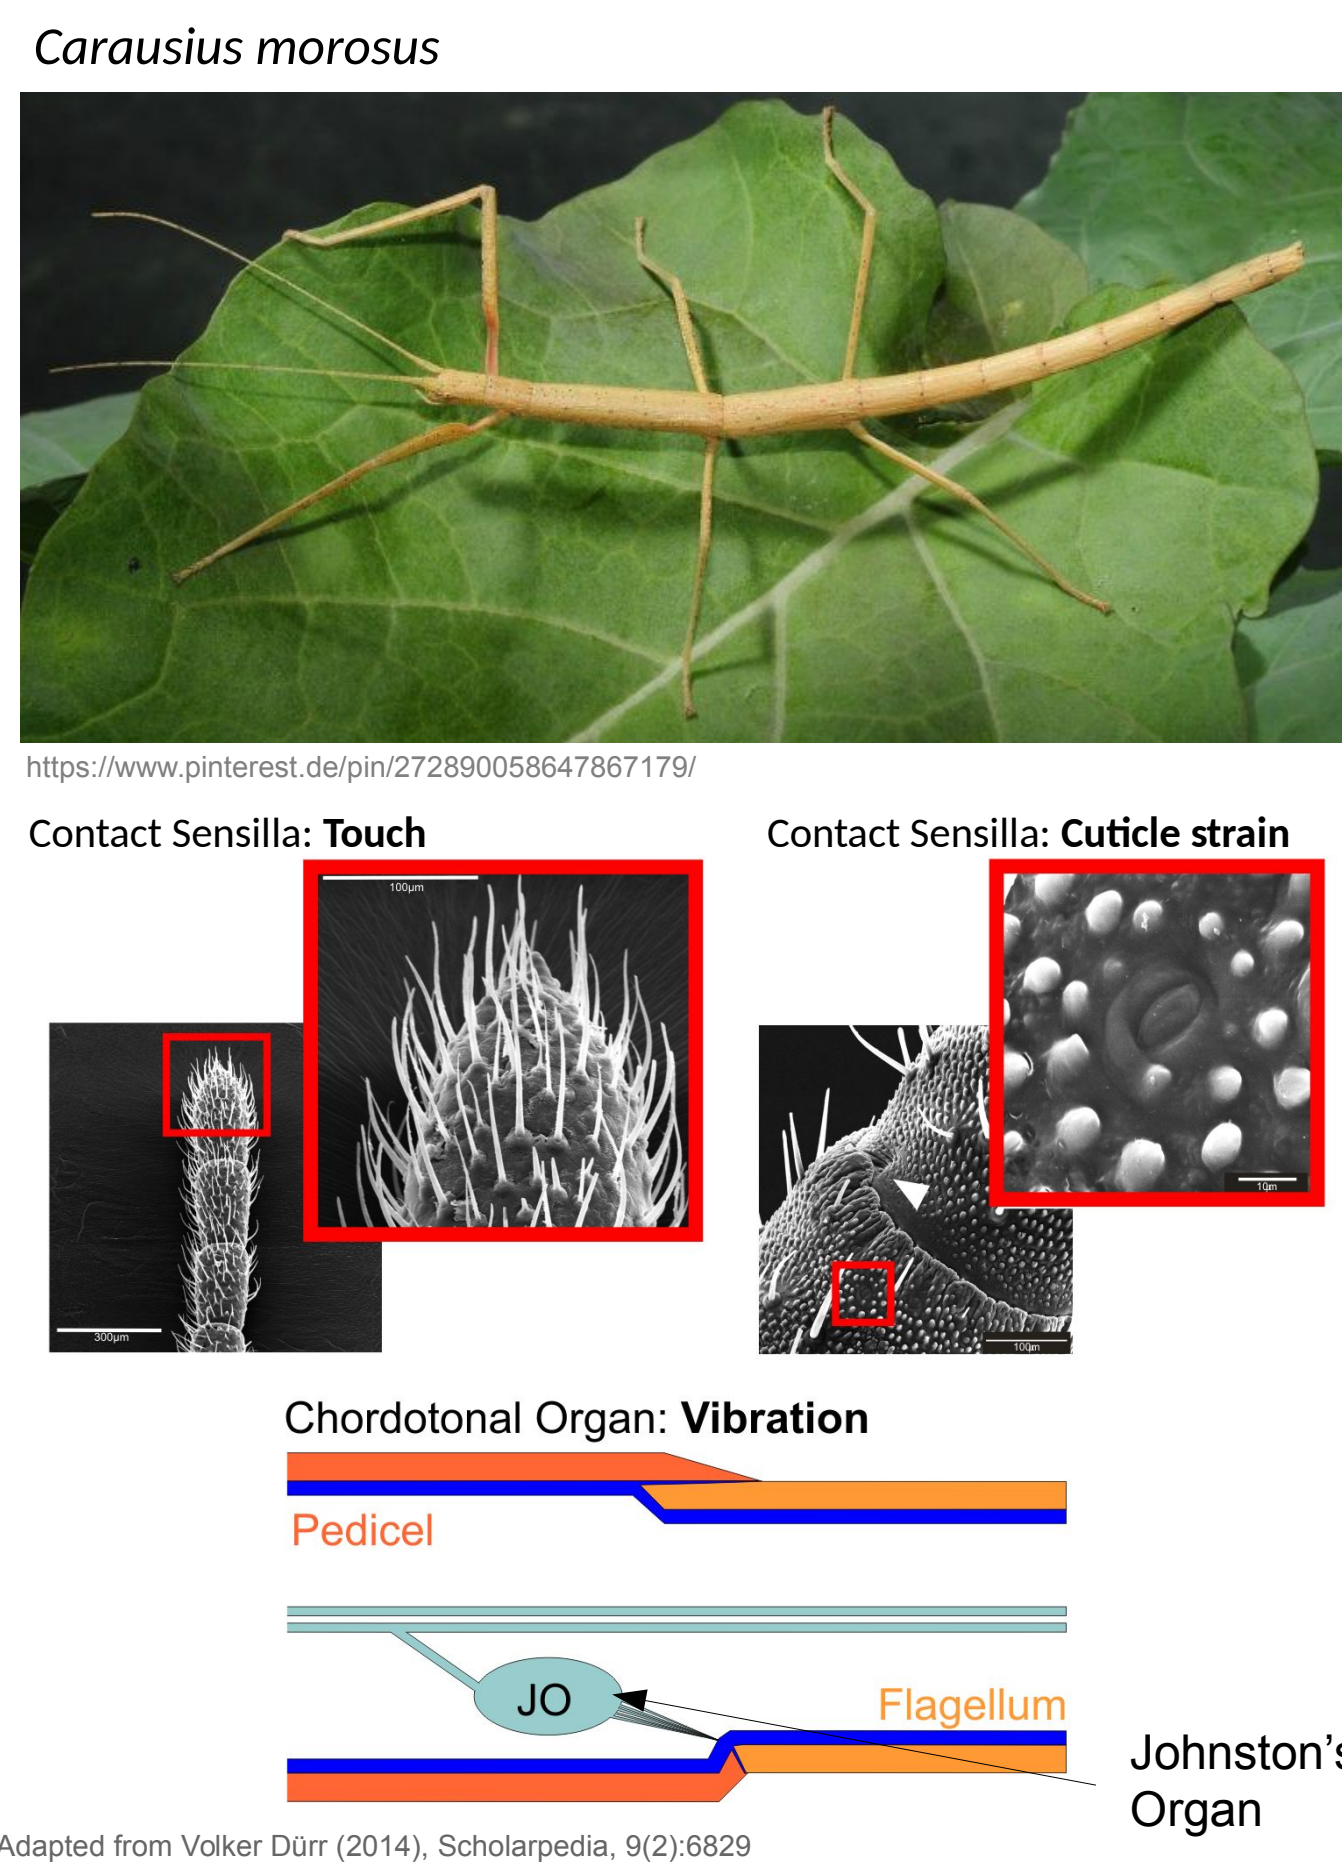 Carausius morosus
https://www.pinterest.de/pin/272890058647867179/
Contact Sensilla: Touch
100µm
300µm
Contact Sensilla: Cuticle strain
10µm
100µm
Chordotonal Organ: Vibration
Pedicel
JO
Flagellum
Johnston's
Organ
Adapted from Volker Dürr (2014), Scholarpedia, 9(2):6829